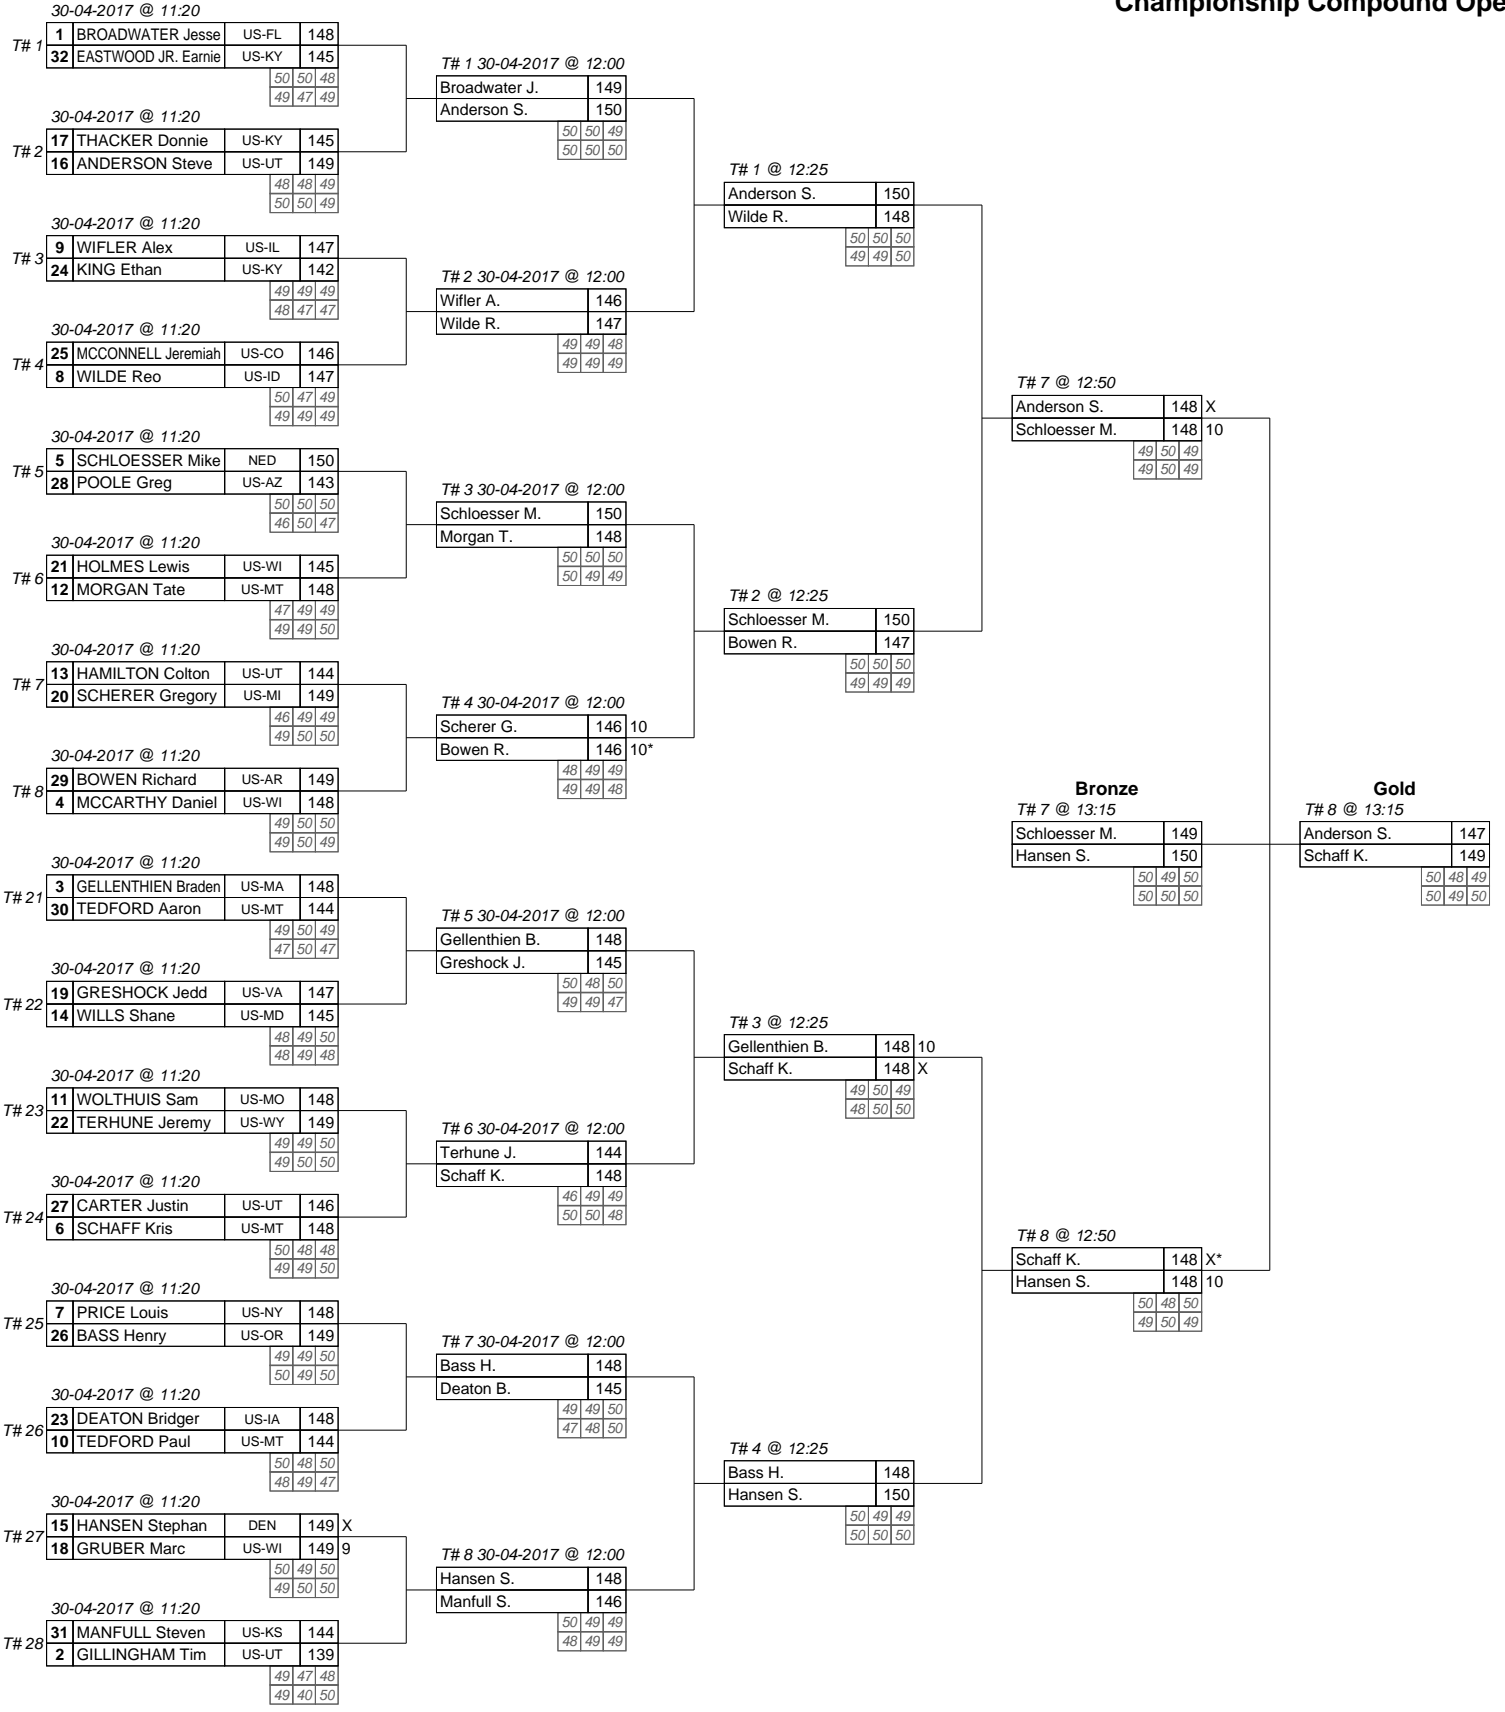 Championship Compound Ope
30-04-2017 @ 11:20
T# 1
1 BROADWATER Jesse US-FL 148
32 EASTWOOD JR. Earnie US-KY 145
50 50 48
49 47 49
30-04-2017 @ 11:20
T# 2
17 THACKER Donnie US-KY 145
16 ANDERSON Steve US-UT 149
48 48 49
50 50 49
30-04-2017 @ 11:20
T# 3
9 WIFLER Alex US-IL 147
24 KING Ethan US-KY 142
49 49 49
48 47 47
30-04-2017 @ 11:20
T# 4
25 MCCONNELL Jeremiah US-CO 146
8 WILDE Reo US-ID 147
50 47 49
49 49 49
30-04-2017 @ 11:20
T# 5
5 SCHLOESSER Mike NED 150
28 POOLE Greg US-AZ 143
50 50 50
46 50 47
30-04-2017 @ 11:20
T# 6
21 HOLMES Lewis US-WI 145
12 MORGAN Tate US-MT 148
47 49 49
49 49 50
30-04-2017 @ 11:20
T# 7
13 HAMILTON Colton US-UT 144
20 SCHERER Gregory US-MI 149
46 49 49
49 50 50
30-04-2017 @ 11:20
T# 8
29 BOWEN Richard US-AR 149
4 MCCARTHY Daniel US-WI 148
49 50 50
49 50 49
30-04-2017 @ 11:20
T# 21
3 GELLENTHIEN Braden US-MA 148
30 TEDFORD Aaron US-MT 144
49 50 49
47 50 47
30-04-2017 @ 11:20
T# 22
19 GRESHOCK Jedd US-VA 147
14 WILLS Shane US-MD 145
48 49 50
48 49 48
30-04-2017 @ 11:20
T# 23
11 WOLTHUIS Sam US-MO 148
22 TERHUNE Jeremy US-WY 149
49 49 50
49 50 50
30-04-2017 @ 11:20
T# 24
27 CARTER Justin US-UT 146
6 SCHAFF Kris US-MT 148
50 48 48
49 49 50
30-04-2017 @ 11:20
T# 25
7 PRICE Louis US-NY 148
26 BASS Henry US-OR 149
49 49 50
50 49 50
30-04-2017 @ 11:20
T# 26
23 DEATON Bridger US-IA 148
10 TEDFORD Paul US-MT 144
50 48 50
48 49 47
30-04-2017 @ 11:20
T# 27
15 HANSEN Stephan DEN 149 X
18 GRUBER Marc US-WI 149 9
50 49 50
49 50 50
30-04-2017 @ 11:20
T# 28
31 MANFULL Steven US-KS 144
2 GILLINGHAM Tim US-UT 139
49 47 48
49 40 50
T# 1 30-04-2017 @ 12:00
Broadwater J. 149
Anderson S. 150
50 50 49
50 50 50
T# 2 30-04-2017 @ 12:00
Wifler A. 146
Wilde R. 147
49 49 48
49 49 49
T# 3 30-04-2017 @ 12:00
Schloesser M. 150
Morgan T. 148
50 50 50
50 49 49
T# 4 30-04-2017 @ 12:00
Scherer G. 146 10
Bowen R. 146 10*
48 49 49
49 49 48
T# 5 30-04-2017 @ 12:00
Gellenthien B. 148
Greshock J. 145
50 48 50
49 49 47
T# 6 30-04-2017 @ 12:00
Terhune J. 144
Schaff K. 148
46 49 49
50 50 48
T# 7 30-04-2017 @ 12:00
Bass H. 148
Deaton B. 145
49 49 50
47 48 50
T# 8 30-04-2017 @ 12:00
Hansen S. 148
Manfull S. 146
50 49 49
48 49 49
T# 1 @ 12:25
Anderson S. 150
Wilde R. 148
50 50 50
49 49 50
T# 2 @ 12:25
Schloesser M. 150
Bowen R. 147
50 50 50
49 49 49
T# 3 @ 12:25
Gellenthien B. 148 10
Schaff K. 148 X
49 50 49
48 50 50
T# 4 @ 12:25
Bass H. 148
Hansen S. 150
50 49 49
50 50 50
T# 7 @ 12:50
Anderson S. 148 X
Schloesser M. 148 10
49 50 49
49 50 49
T# 8 @ 12:50
Schaff K. 148 X*
Hansen S. 148 10
50 48 50
49 50 49
Bronze
T# 7 @ 13:15
Schloesser M. 149
Hansen S. 150
50 49 50
50 50 50
Gold
T# 8 @ 13:15
Anderson S. 147
Schaff K. 149
50 48 49
50 49 50